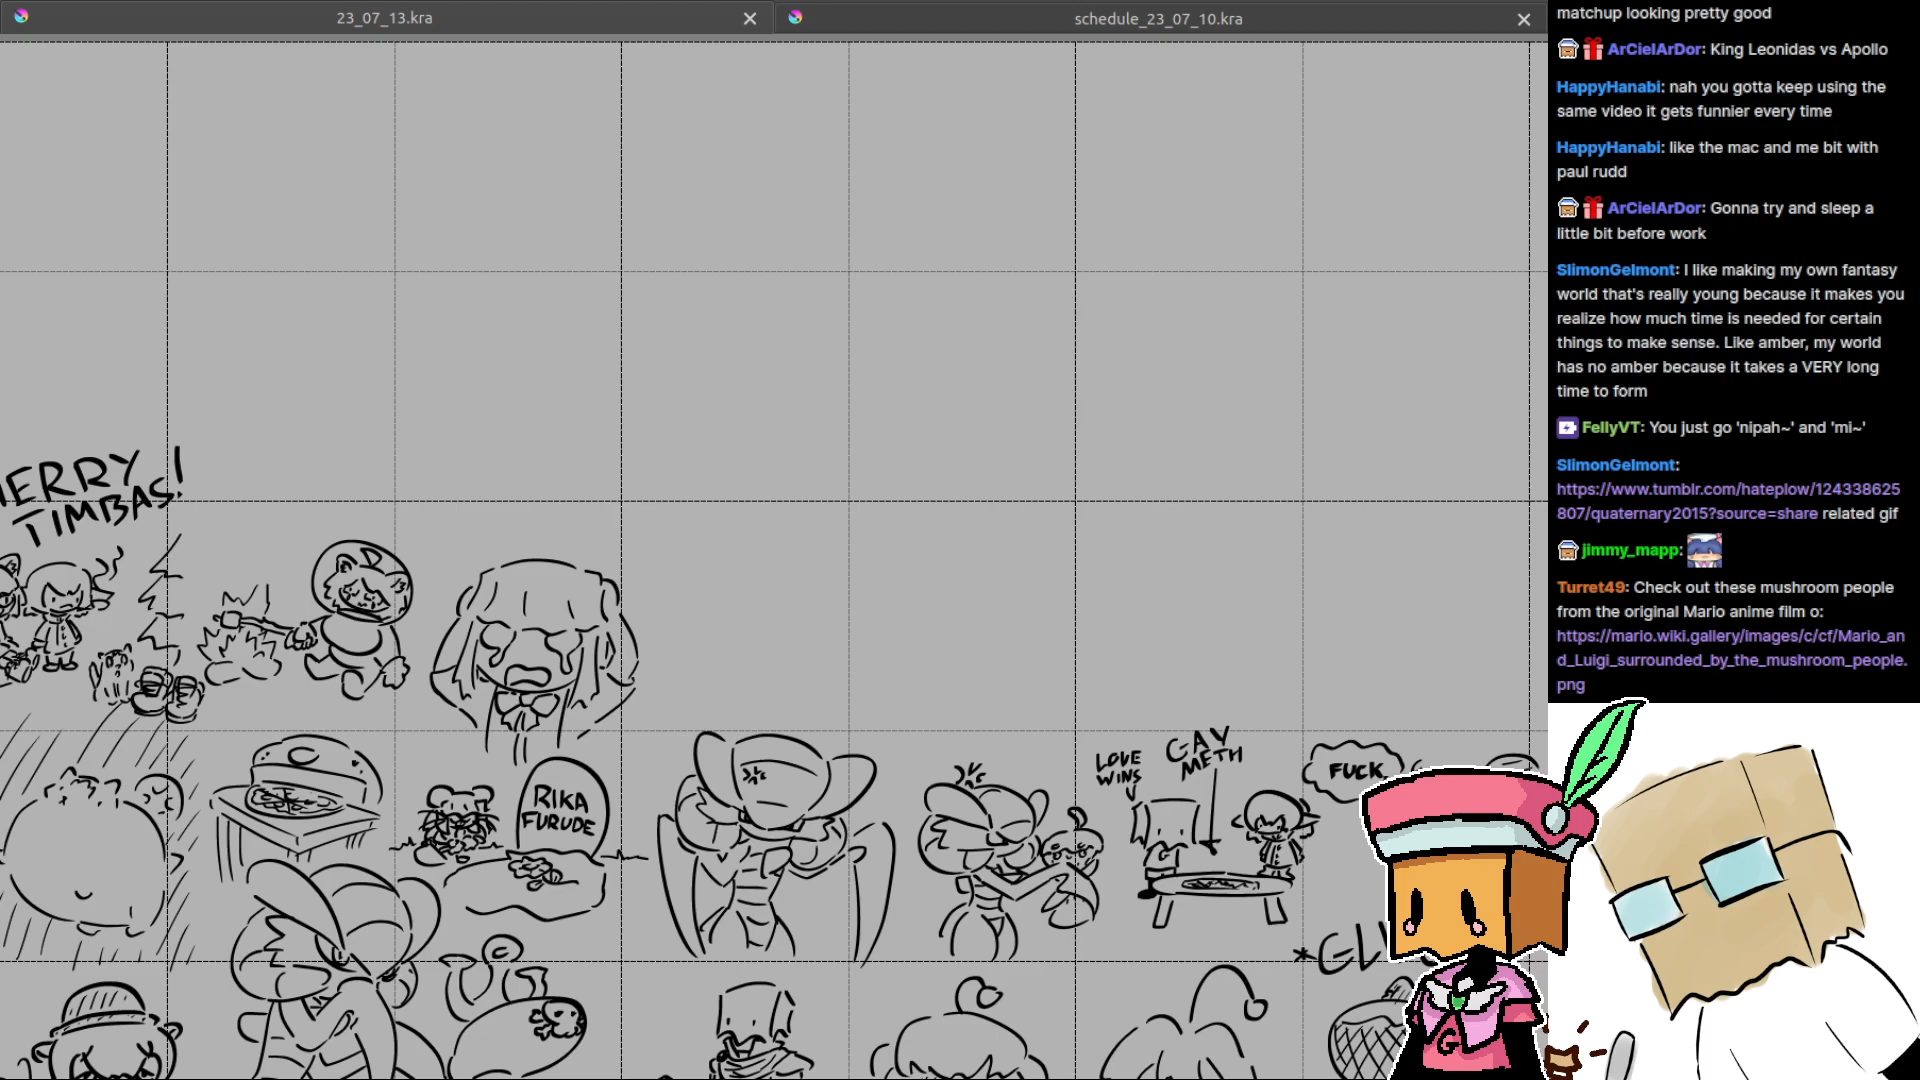 23_07_13.kra
schedule_23_07_10.kra
matchup looking pretty good
ArCielArDor: King Leonidas vs Apollo
HappyHanabi: nah you gotta keep using the
same video it gets funnier every time
HappyHanabi: like the mac and me bit with
paul rudd
ArCielArDor: Gonna try and sleep a
little bit before work
SlimonGelmont: I like making my own fantasy
world that's really young because it makes you
realize how much time is needed for certain
things to make sense. Like amber, my world
has no amber because it takes a VERY long
time to form
FellyVT: You just go 'nipah~' and 'mi~'
SlimonGelmont:
https://www.tumblr.com/hateplow/124338625
807/quaternary2015?source=share related gif
jimmy_mapp:
Turret49: Check out these mushroom people
from the original Mario anime film o:
https://mario.wiki.gallery/images/c/cf/Mario_an
d_Luigi_surrounded_by_the_mushroom_people.
png
ERRY
TIMBAS!
RIKA
FURUDE
LOVE
WINS
GAY
METH
FUCK
G